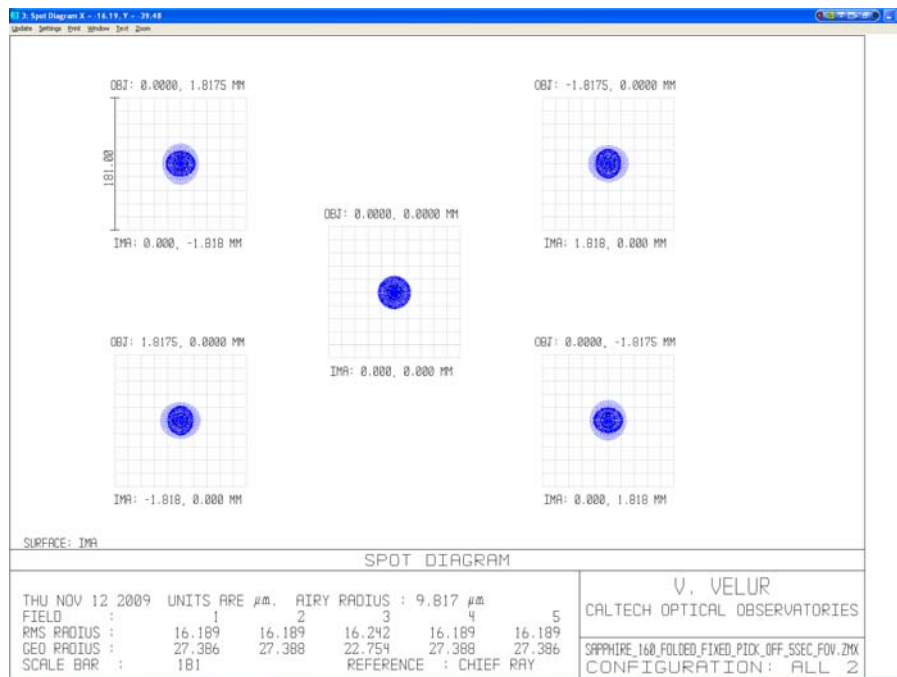 3: Spot Diagram X = -16.19, Y = -39.48
Update Settings Print Window Text Zoom
OBJ: 0.0000, 1.8175 MM
OBJ: -1.8175, 0.0000 MM
181.00
IMA: 0.000, -1.818 MM
IMA: 1.818, 0.000 MM
OBJ: 0.0000, 0.0000 MM
IMA: 0.000, 0.000 MM
OBJ: 1.8175, 0.0000 MM
OBJ: 0.0000, -1.8175 MM
IMA: -1.818, 0.000 MM
IMA: 0.000, 1.818 MM
SURFACE: IMA
SPOT DIAGRAM
THU NOV 12 2009 UNITS ARE µm. AIRY RADIUS : 9.817 µm
FIELD : 1 2 3 4 5
RMS RADIUS : 16.189 16.189 16.242 16.189 16.189
GEO RADIUS : 27.386 27.388 22.754 27.388 27.386
SCALE BAR : 181 REFERENCE : CHIEF RAY
V. VELUR
CALTECH OPTICAL OBSERVATORIES
SAPPHIRE_160_FOLDED_FIXED_PICK_OFF_5SEC_FOV.ZMX
CONFIGURATION: ALL 2